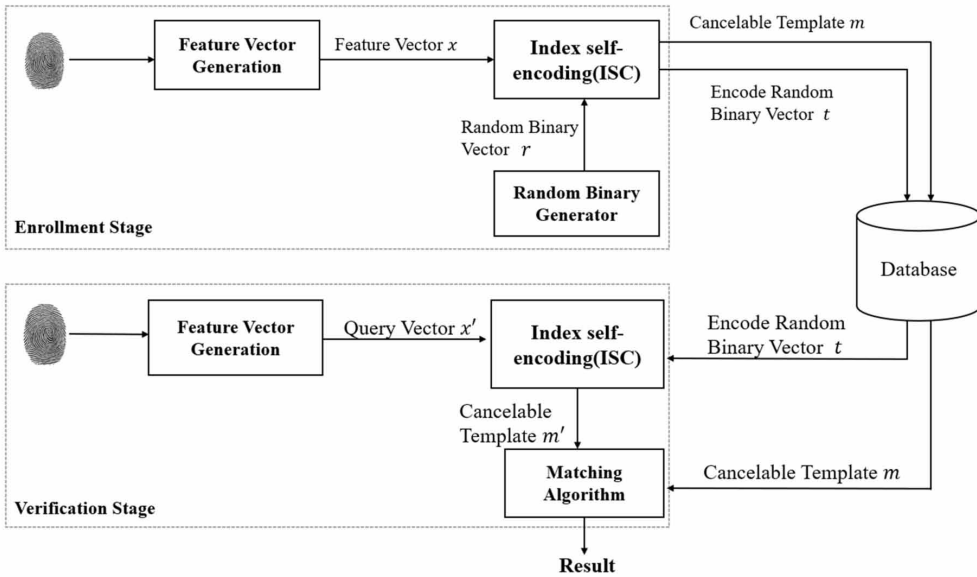 Cancelable Template m
Feature Vector
Generation
Feature Vector x
Index self-
encoding(ISC)
Encode Random
Binary Vector t
Random Binary
Vector r
Random Binary
Generator
Enrollment Stage
Database
Feature Vector
Generation
Query Vector x′
Index self-
encoding(ISC)
Encode Random
Binary Vector t
Cancelable
Template m′
Matching
Algorithm
Cancelable Template m
Verification Stage
Result